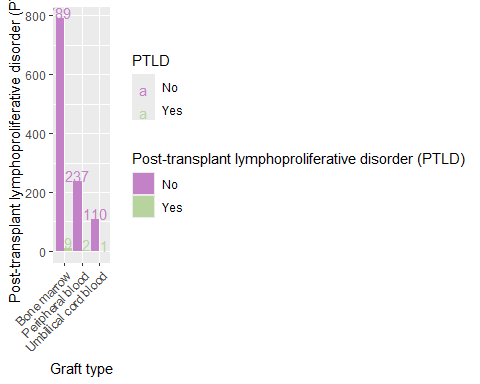 Post-transplant lymphoproliferative disorder (P
800
600
400
200
0
789
237
110
9
2
1
Bone marrow
Peripheral blood
Umbilical cord blood
Graft type
PTLD
a No
a Yes
Post-transplant lymphoproliferative disorder (PTLD)
No
Yes